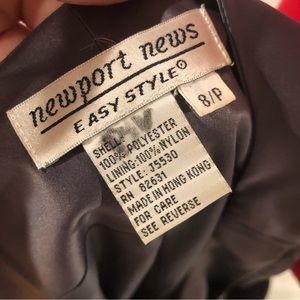 newport news
EASY STYLE®
8/P
SHELL:
100% POLYESTER
LINING:100% NYLON
STYLE: J5530
RN 82631
MADE IN HONG KONG
FOR CARE
SEE REVERSE